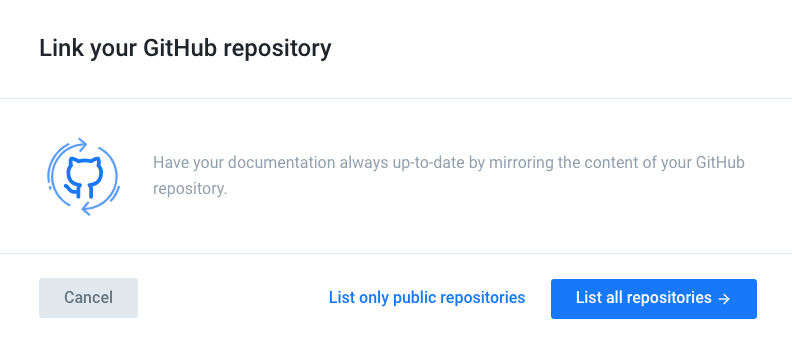 Link your GitHub repository
Have your documentation always up-to-date by mirroring the content of your GitHub
repository.
Cancel
List only public repositories
List all repositories →